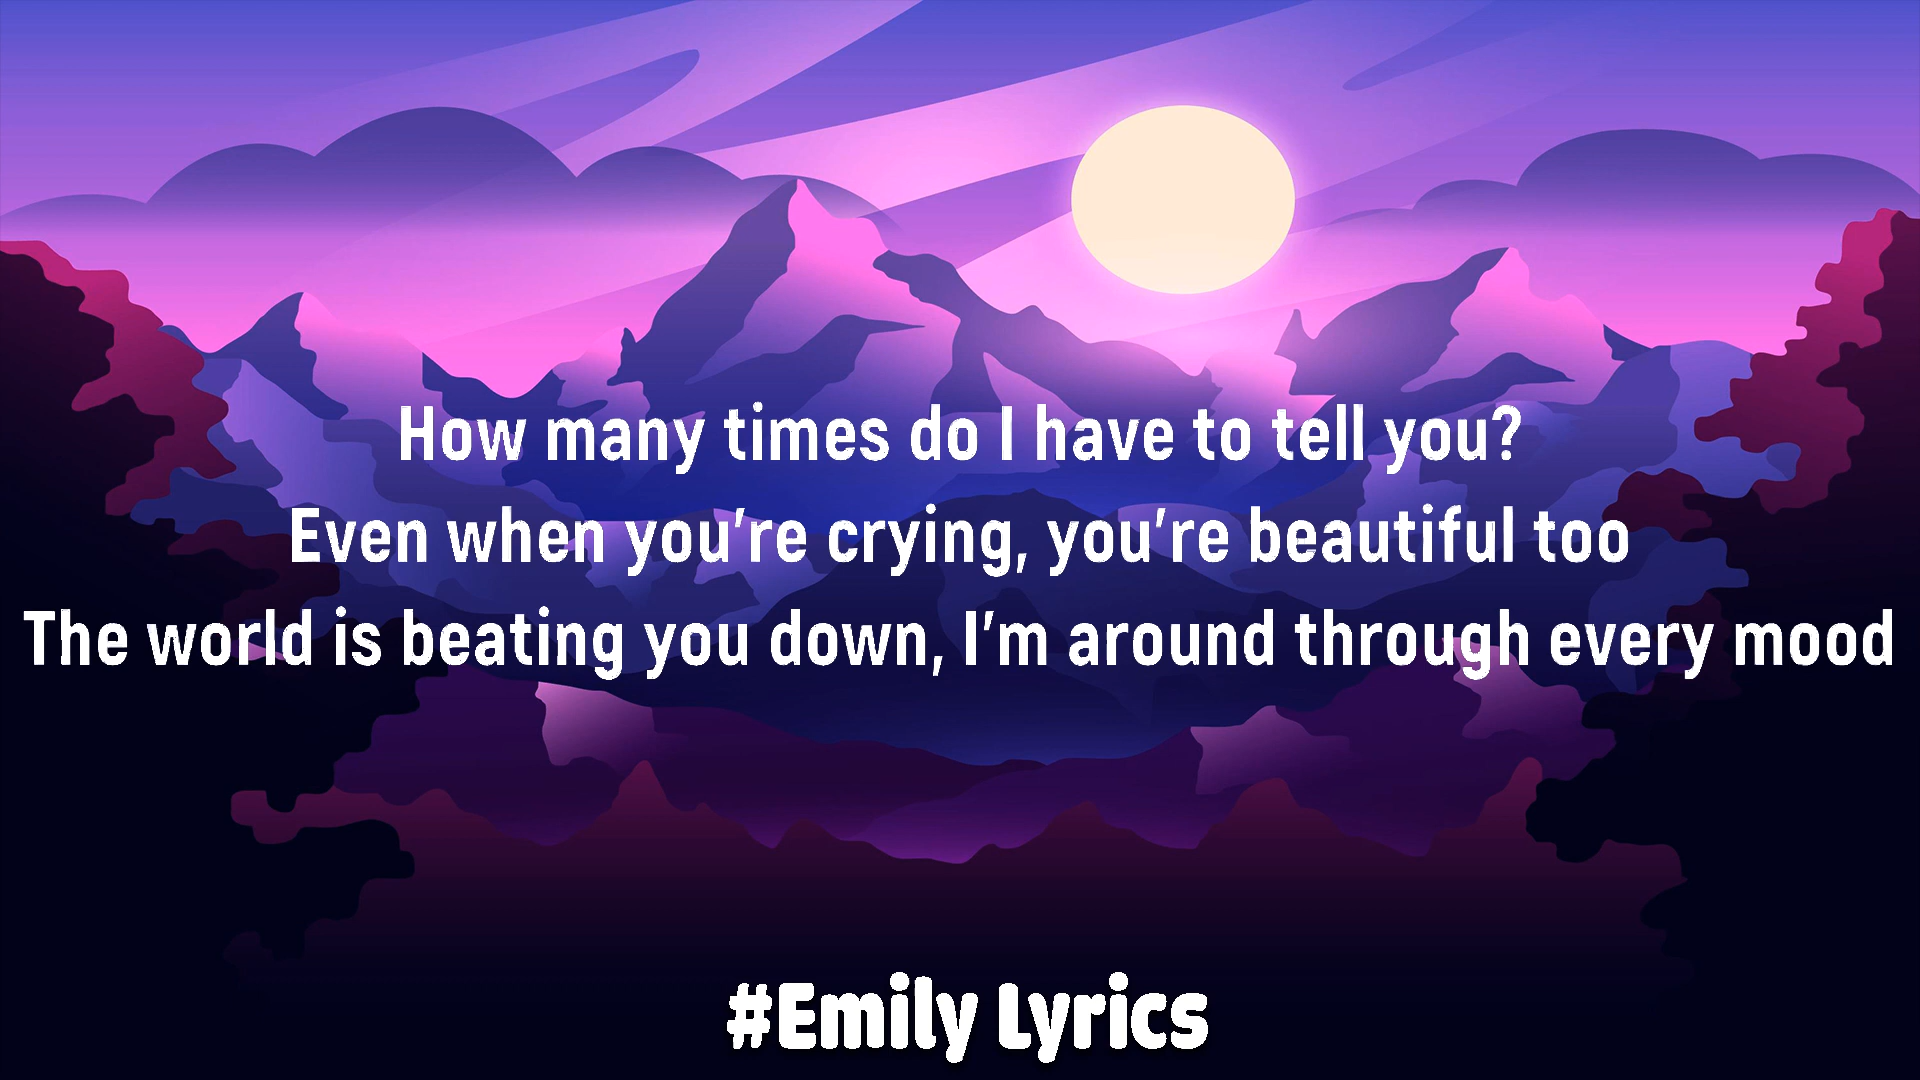 How many times do I have to tell you?
Even when you're crying, you're beautiful too
The world is beating you down, I'm around through every mood
#Emily Lyrics